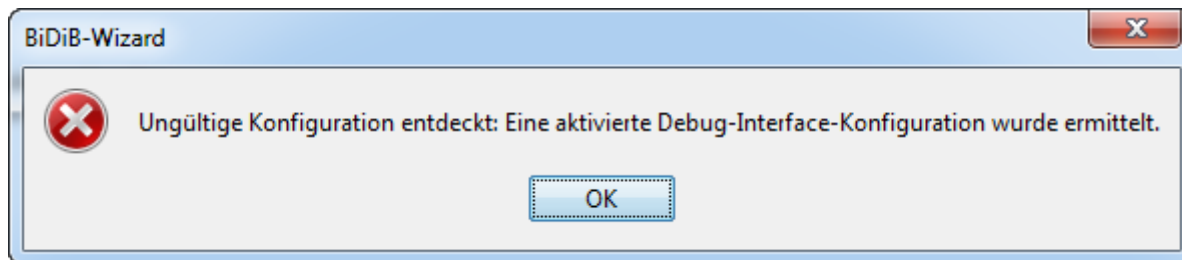 BiDiB-Wizard
Ungültige Konfiguration entdeckt: Eine aktivierte Debug-Interface-Konfiguration wurde ermittelt.
OK